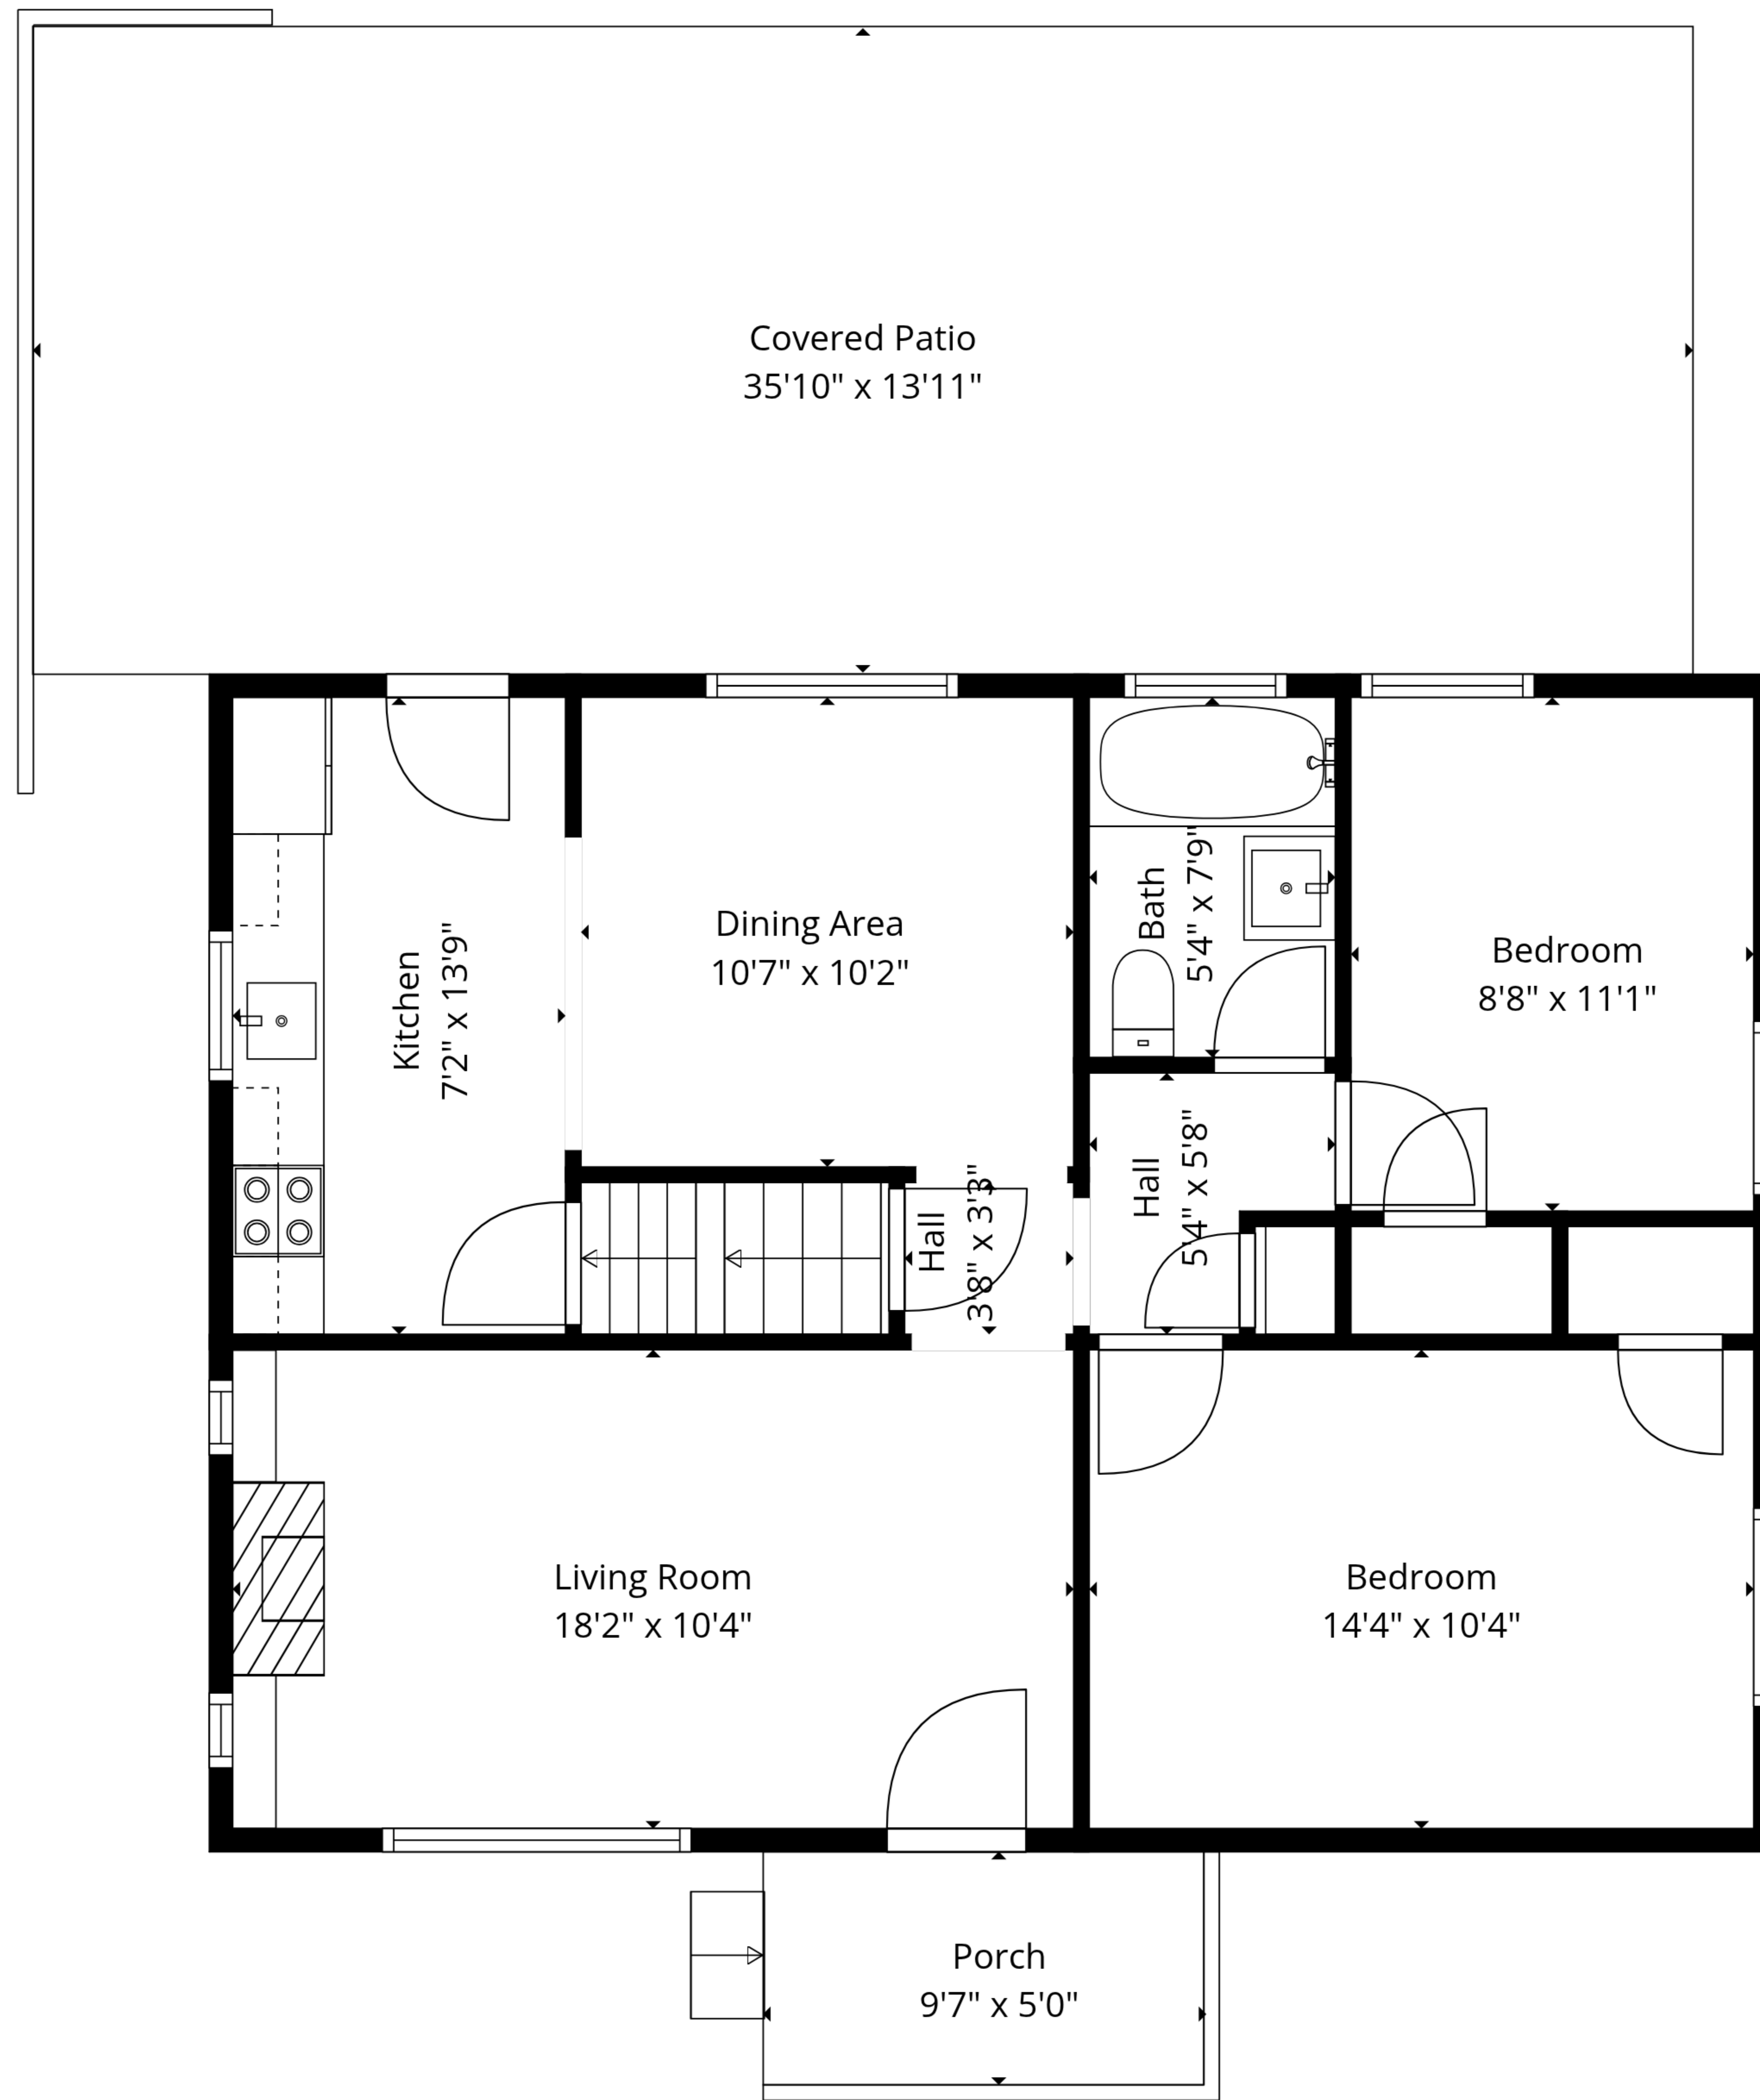 Covered Patio
35'10" x 13'11"
Kitchen
7'2" x 13'9"
Dining Area
10'7" x 10'2"
Bath
5'4" x 7'9"
Bedroom
8'8" x 11'1"
Hall
3'8" x 3'3"
Hall
5'4" x 5'8"
Living Room
18'2" x 10'4"
Bedroom
14'4" x 10'4"
Porch
9'7" x 5'0"